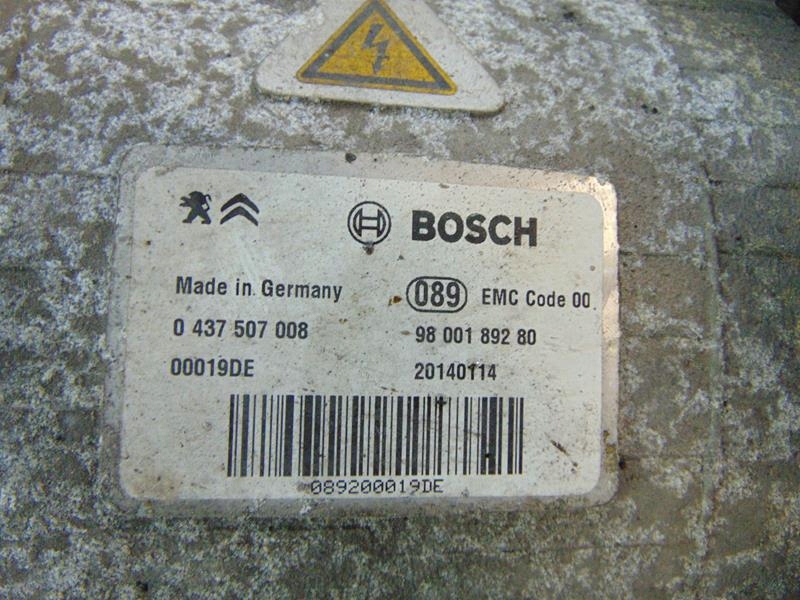 BOSCH
Made in Germany 089 EMC Code 00
0 437 507 008 98 001 892 80
00019DE 20140114
089200019DE